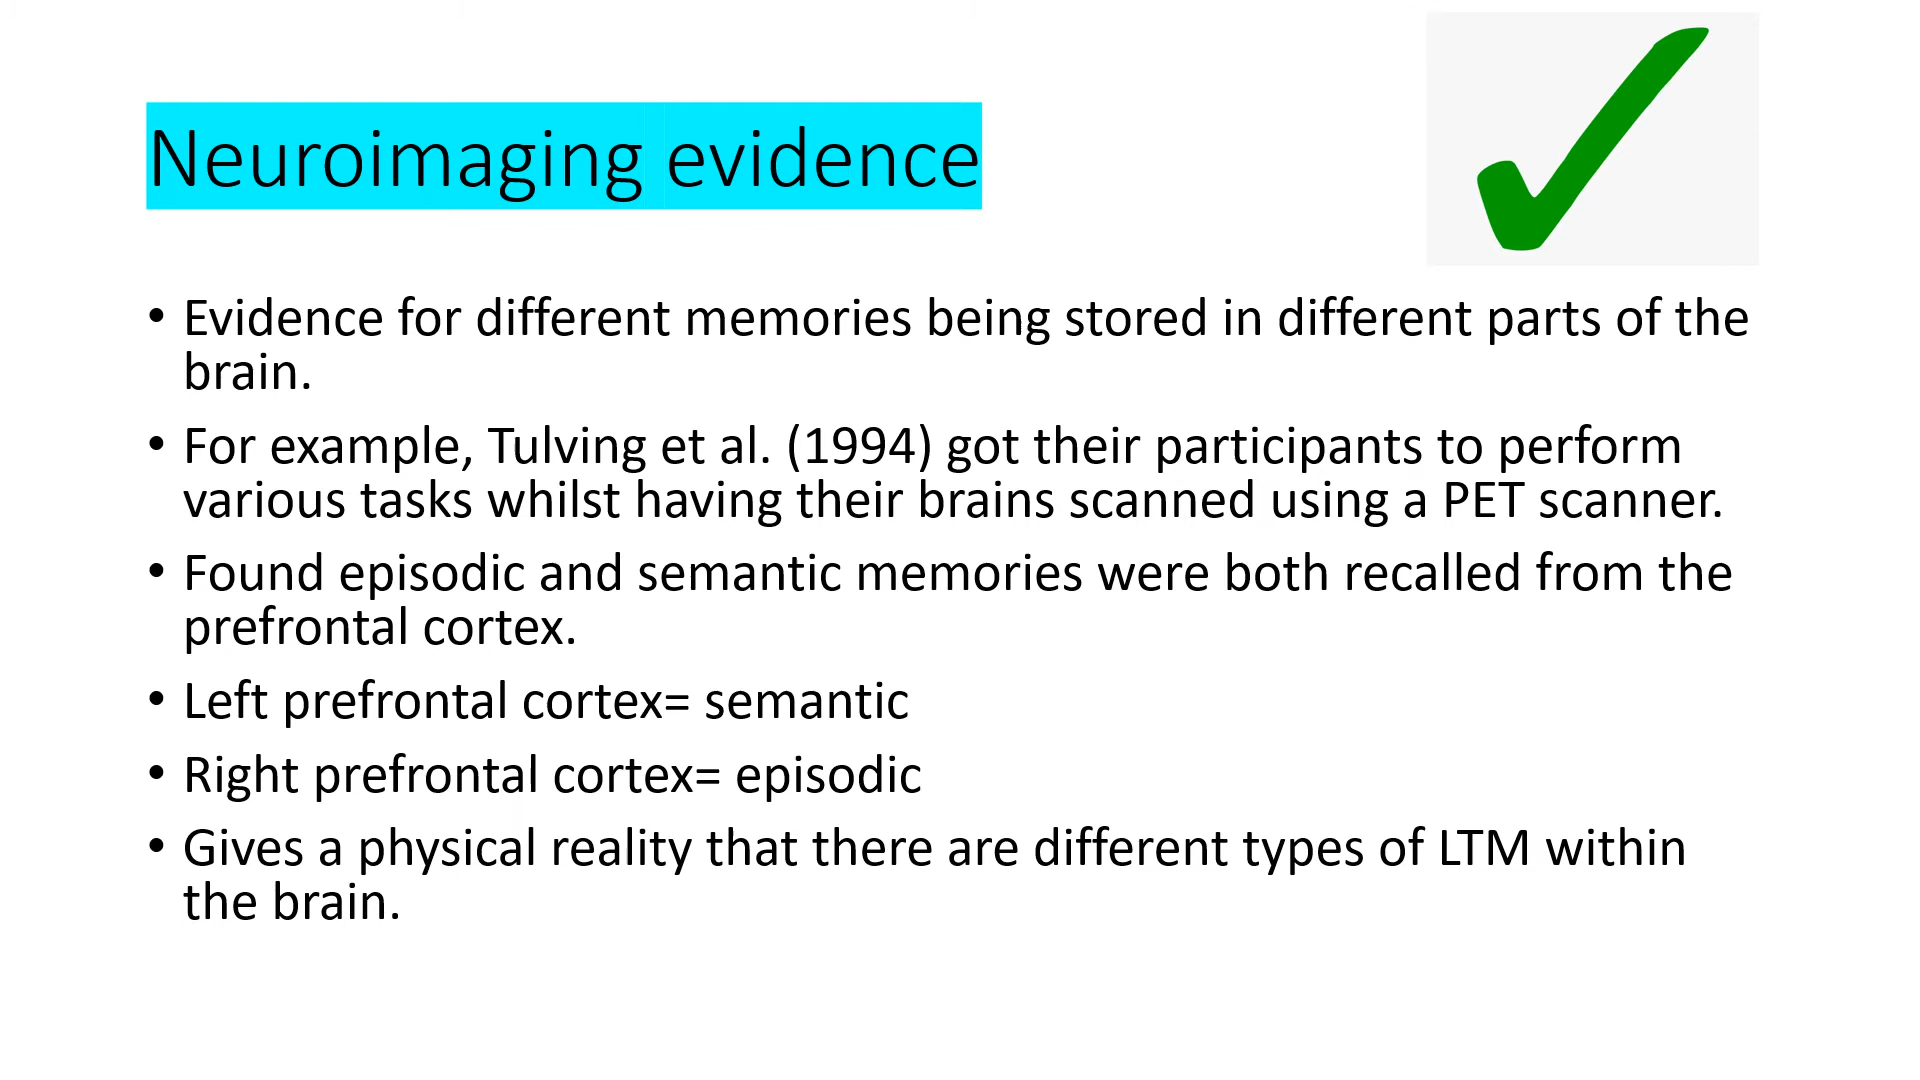 Neuroimaging evidence
• Evidence for different memories being stored in different parts of the
brain.
• For example, Tulving et al. (1994) got their participants to perform
various tasks whilst having their brains scanned using a PET scanner.
• Found episodic and semantic memories were both recalled from the
prefrontal cortex.
• Left prefrontal cortex= semantic
• Right prefrontal cortex= episodic
• Gives a physical reality that there are different types of LTM within
the brain.